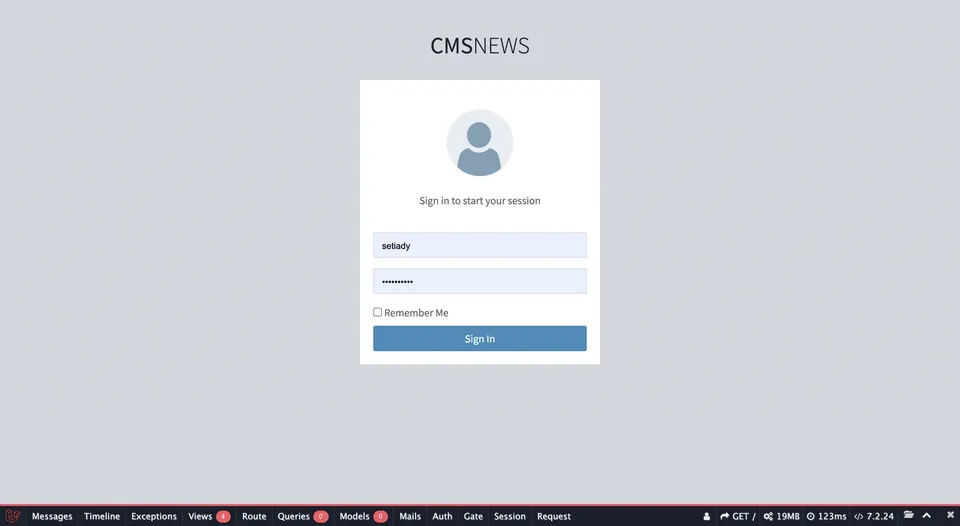 CMSNEWS
Sign in to start your session
setiady
••••••••••
Remember Me
Sign In
Messages Timeline Exceptions Views 4 Route Queries 0 Models 0 Mails Auth Gate Session Request GET / 19MB 123ms 7.2.24